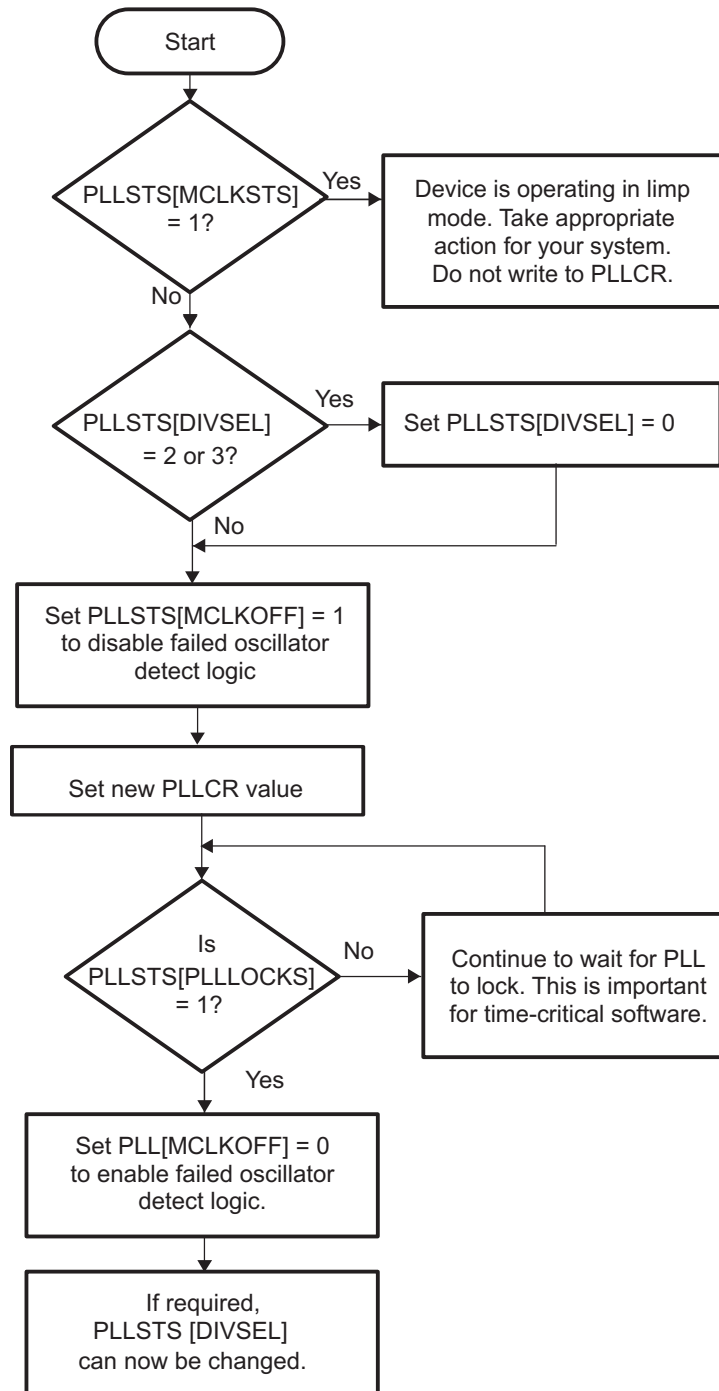 Start
PLLSTS[MCLKSTS]
= 1?
Yes
Device is operating in limp
mode. Take appropriate
action for your system.
Do not write to PLLCR.
No
PLLSTS[DIVSEL]
= 2 or 3?
Yes
Set PLLSTS[DIVSEL] = 0
No
Set PLLSTS[MCLKOFF] = 1
to disable failed oscillator
detect logic
Set new PLLCR value
Is
PLLSTS[PLLLOCKS]
= 1?
No
Continue to wait for PLL
to lock. This is important
for time-critical software.
Yes
Set PLL[MCLKOFF] = 0
to enable failed oscillator
detect logic.
If required,
PLLSTS [DIVSEL]
can now be changed.